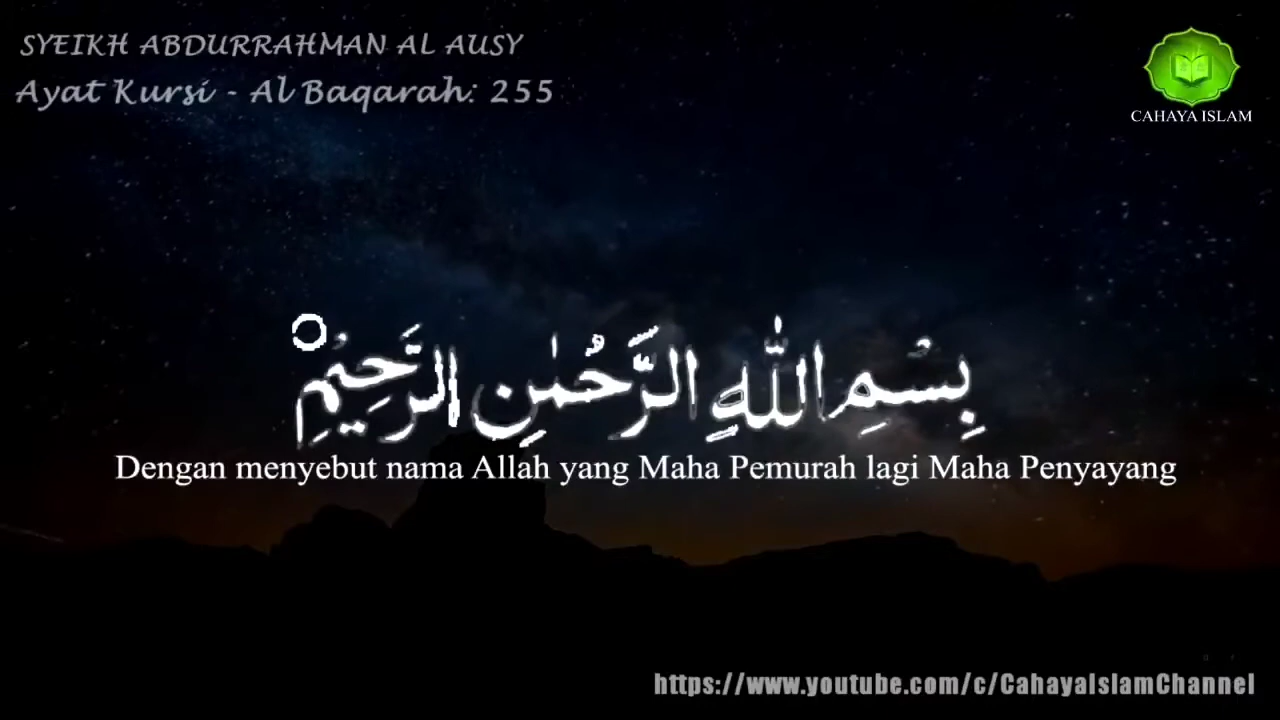 SYEIKH ABDURRAHMAN AL AUSY
Ayat Kursi - Al Baqarah: 255
CAHAYA ISLAM
بِسْمِ اللّٰهِ الرَّحْمٰنِ الرَّحِيْمِ
Dengan menyebut nama Allah yang Maha Pemurah lagi Maha Penyayang
https://www.youtube.com/c/CahayaIslamChannel